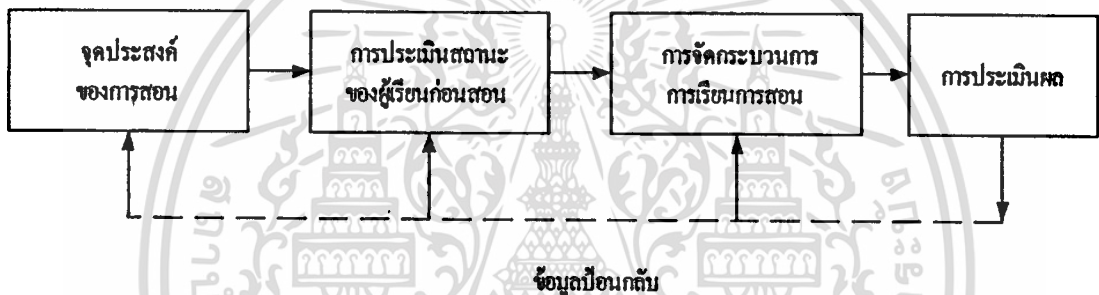 จุดประสงค์
ของการสอน
การประเมินสถานะ
ของผู้เรียนก่อนสอน
การจัดกระบวนการ
การเรียนการสอน
การประเมินผล
ข้อมูลป้อนกลับ